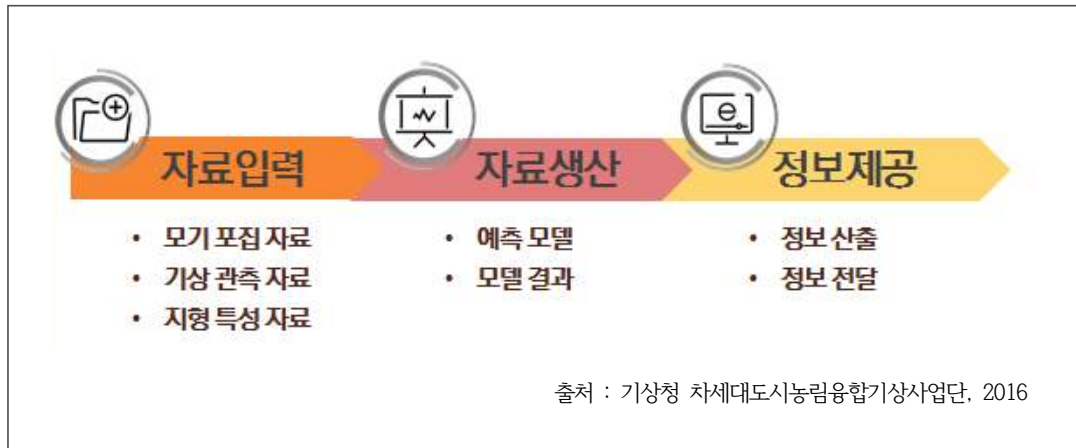 자료입력
자료생산
정보제공
• 모기 포집 자료
• 기상 관측 자료
• 지형 특성 자료
• 예측 모델
• 모델 결과
• 정보 산출
• 정보 전달
출처 : 기상청 차세대도시농림융합기상사업단, 2016